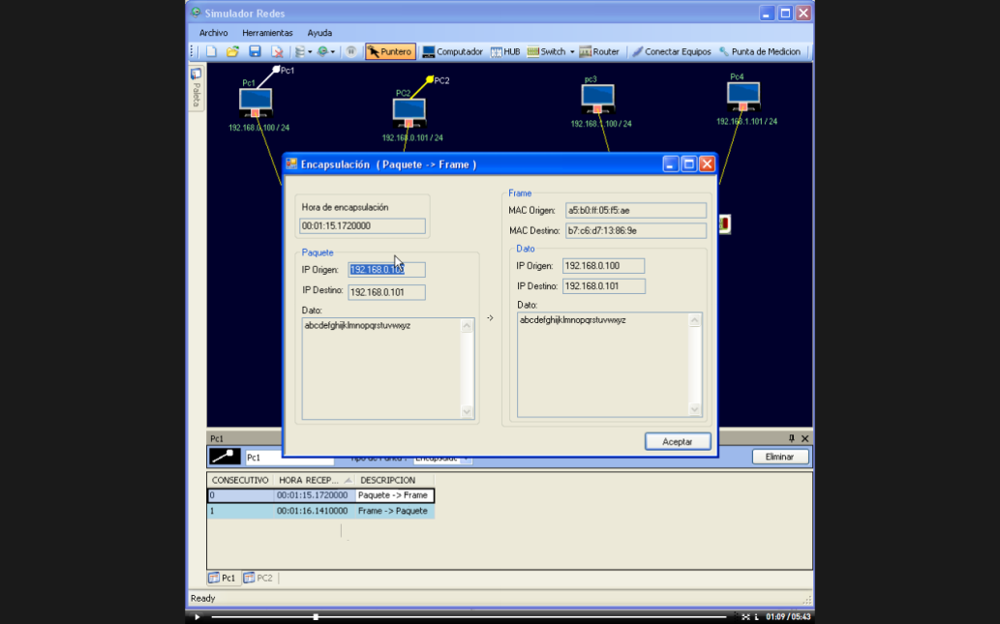 Simulador Redes
Archivo Herramientas Ayuda
Puntero Computador HUB Switch Router Conectar Equipos Punta de Medicion
Paleta
Pc1 Pc1
PC2 PC2
pc3
Pc4
192.168.0.100 / 24
192.168.0.101 / 24
192.168.1.100 / 24
192.168.1.101 / 24
Encapsulación ( Paquete -> Frame )
Hora de encapsulación
00:01:15.1720000
Paquete
IP Origen: 192.168.0.100
IP Destino: 192.168.0.101
Dato:
abcdefghijklmnopqrstuvwxyz
->
Frame
MAC Origen: a5:b0:ff:05:f5:ae
MAC Destino: b7:c6:d7:13:86:9e
Dato
IP Origen: 192.168.0.100
IP Destino: 192.168.0.101
Dato:
abcdefghijklmnopqrstuvwxyz
Aceptar
Pc1
Pc1 Tipo de Punta : Encapsulac
Eliminar
CONSECUTIVO HORA RECEP... DESCRIPCION
0 00:01:15.1720000 Paquete -> Frame
1 00:01:16.1410000 Frame -> Paquete
Pc1 PC2
Ready
01:09 / 05:43